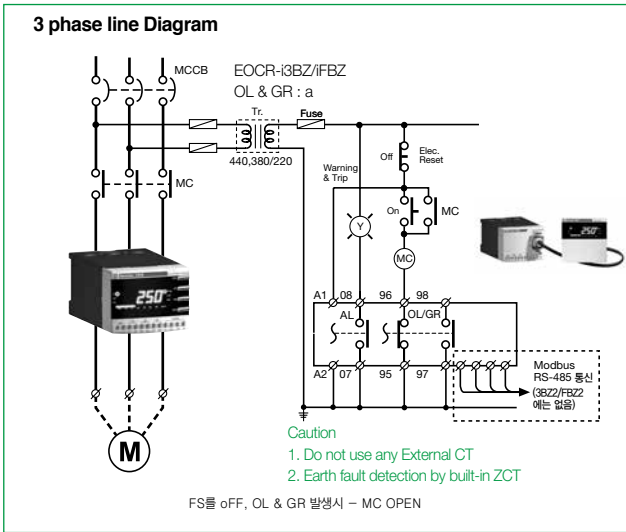 3 phase line Diagram
MCCB
EOCR-i3BZ/iFBZ
OL & GR : a
Tr.
Fuse
440,380/220
Off
Elec.
Reset
Warning
& Trip
MC
On
MC
Y
MC
A1 08 96 98
AL
OL/GR
250
250
A2 07 95 97
Modbus
RS-485 통신
(3BZ2/FBZ2
에는 없음)
M
Caution
1. Do not use any External CT
2. Earth fault detection by built-in ZCT
FS를 oFF, OL & GR 발생시 – MC OPEN